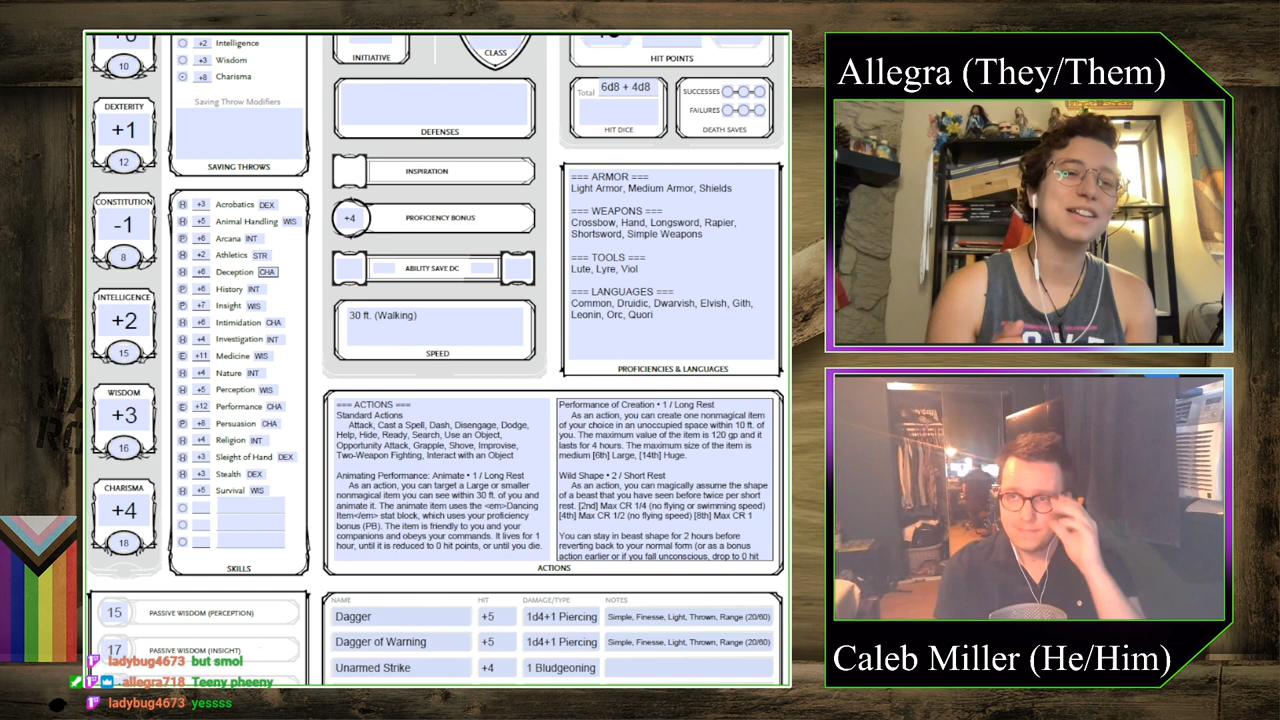 10
DEXTERITY
+1
12
CONSTITUTION
-1
8
INTELLIGENCE
+2
15
WISDOM
+3
16
CHARISMA
+4
18
+2 Intelligence
+3 Wisdom
+8 Charisma
Saving Throw Modifiers
SAVING THROWS
H +3 Acrobatics DEX
H +5 Animal Handling WIS
P +6 Arcana INT
H +2 Athletics STR
H +6 Deception CHA
P +6 History INT
P +7 Insight WIS
H +6 Intimidation CHA
H +4 Investigation INT
E +11 Medicine WIS
H +4 Nature INT
H +5 Perception WIS
E +12 Performance CHA
P +8 Persuasion CHA
H +4 Religion INT
H +3 Sleight of Hand DEX
H +3 Stealth DEX
H +5 Survival WIS
SKILLS
15 PASSIVE WISDOM (PERCEPTION)
17 PASSIVE WISDOM (INSIGHT)
INITIATIVE
CLASS
DEFENSES
INSPIRATION
+4 PROFICIENCY BONUS
ABILITY SAVE DC
30 ft. (Walking)
SPEED
HIT POINTS
Total 6d8 + 4d8
HIT DICE
SUCCESSES
FAILURES
DEATH SAVES
=== ARMOR ===
Light Armor, Medium Armor, Shields
=== WEAPONS ===
Crossbow, Hand, Longsword, Rapier,
Shortsword, Simple Weapons
=== TOOLS ===
Lute, Lyre, Viol
=== LANGUAGES ===
Common, Druidic, Dwarvish, Elvish, Gith,
Leonin, Orc, Quori
PROFICIENCIES & LANGUAGES
=== ACTIONS ===
Standard Actions
Attack, Cast a Spell, Dash, Disengage, Dodge,
Help, Hide, Ready, Search, Use an Object,
Opportunity Attack, Grapple, Shove, Improvise,
Two-Weapon Fighting, Interact with an Object
Animating Performance: Animate • 1 / Long Rest
As an action, you can target a Large or smaller
nonmagical item you can see within 30 ft. of you and
animate it. The animate item uses the <em>Dancing
Item</em> stat block, which uses your proficiency
bonus (PB). The item is friendly to you and your
companions and obeys your commands. It lives for 1
hour, until it is reduced to 0 hit points, or until you die.
Performance of Creation • 1 / Long Rest
As an action, you can create one nonmagical item
of your choice in an unoccupied space within 10 ft. of
you. The maximum value of the item is 120 gp and it
lasts for 4 hours. The maximum size of the item is
medium [6th] Large, [14th] Huge.
Wild Shape • 2 / Short Rest
As an action, you can magically assume the shape
of a beast that you have seen before twice per short
rest. [2nd] Max CR 1/4 (no flying or swimming speed)
[4th] Max CR 1/2 (no flying speed) [8th] Max CR 1
You can stay in beast shape for 2 hours before
reverting back to your normal form (or as a bonus
action earlier or if you fall unconscious, drop to 0 hit
ACTIONS
NAME HIT DAMAGE/TYPE NOTES
Dagger +5 1d4+1 Piercing Simple, Finesse, Light, Thrown, Range (20/60)
Dagger of Warning +5 1d4+1 Piercing Simple, Finesse, Light, Thrown, Range (20/60)
Unarmed Strike +4 1 Bludgeoning
ladybug4673 but smol
allegra718 Teeny pheeny
ladybug4673 yessss
Allegra (They/Them)
Caleb Miller (He/Him)